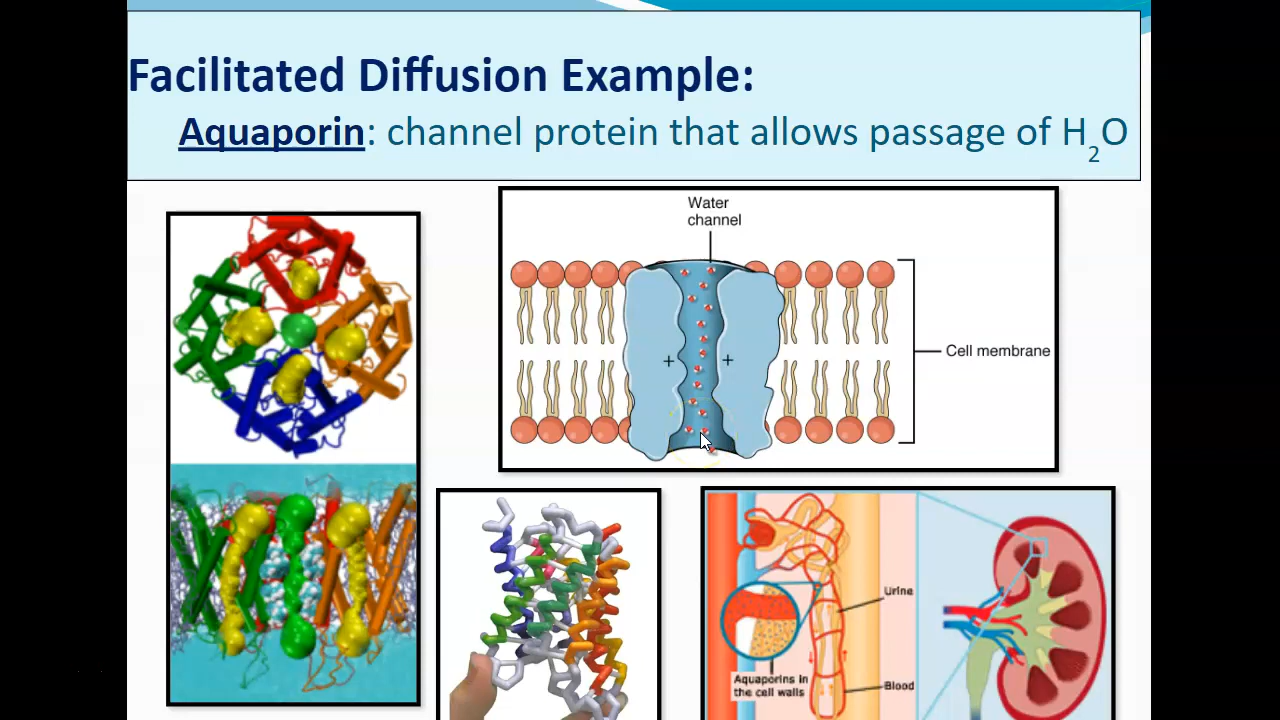 Facilitated Diffusion Example:
Aquaporin: channel protein that allows passage of H₂O
Water
channel
+ +
Cell membrane
Urine
Aquaporins in
the cell walls
Blood